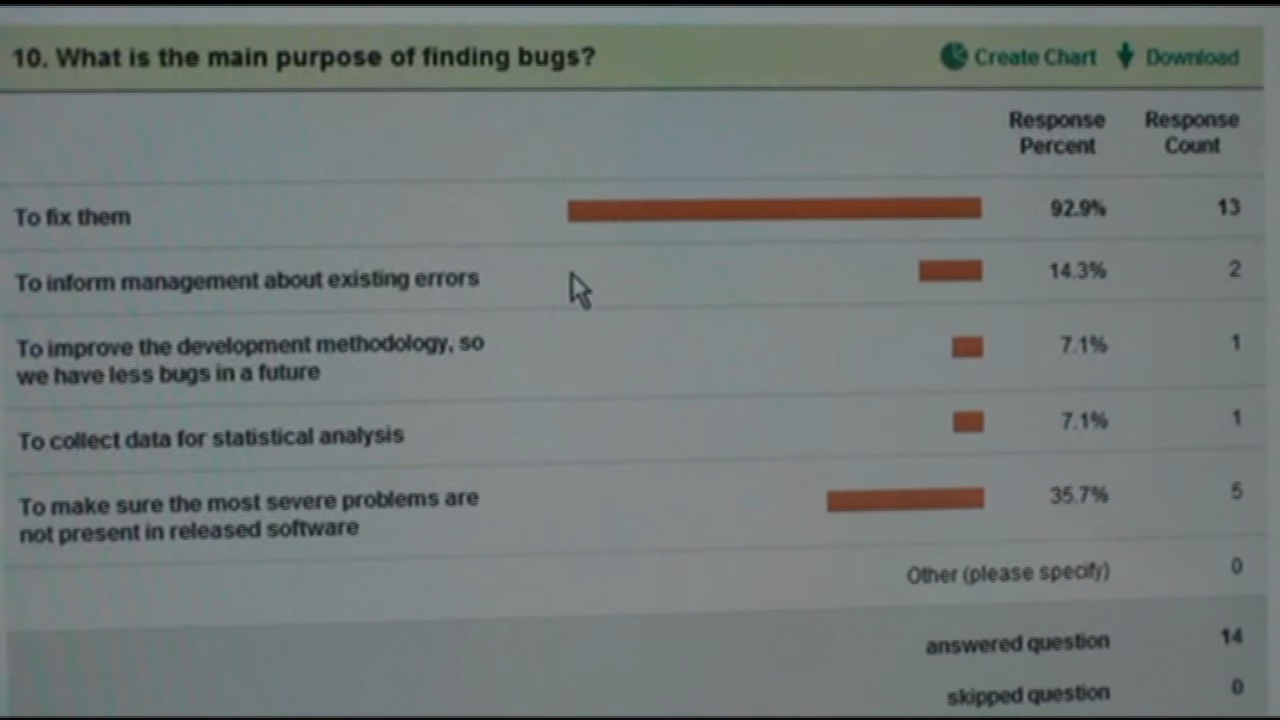 10. What is the main purpose of finding bugs?
Create Chart
Download
Response Percent
Response Count
To fix them
92.9%
13
To inform management about existing errors
14.3%
2
To improve the development methodology, so
we have less bugs in a future
7.1%
1
To collect data for statistical analysis
7.1%
1
To make sure the most severe problems are
not present in released software
35.7%
5
Other (please specify)
0
answered question
14
skipped question
0